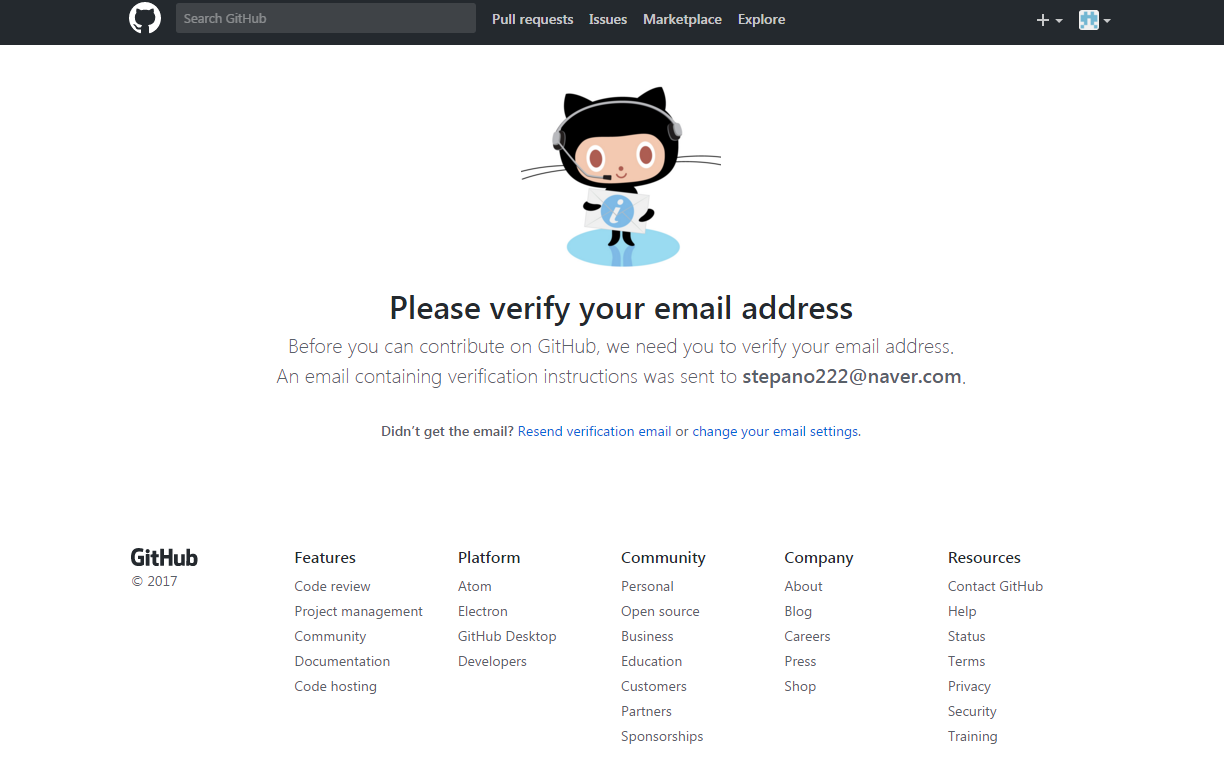 Search GitHub Pull requests Issues Marketplace Explore
i
Please verify your email address
Before you can contribute on GitHub, we need you to verify your email address.
An email containing verification instructions was sent to stepano222@naver.com.
Didn't get the email? Resend verification email or change your email settings.
GitHub
© 2017
Features
Code review
Project management
Community
Documentation
Code hosting
Platform
Atom
Electron
GitHub Desktop
Developers
Community
Personal
Open source
Business
Education
Customers
Partners
Sponsorships
Company
About
Blog
Careers
Press
Shop
Resources
Contact GitHub
Help
Status
Terms
Privacy
Security
Training